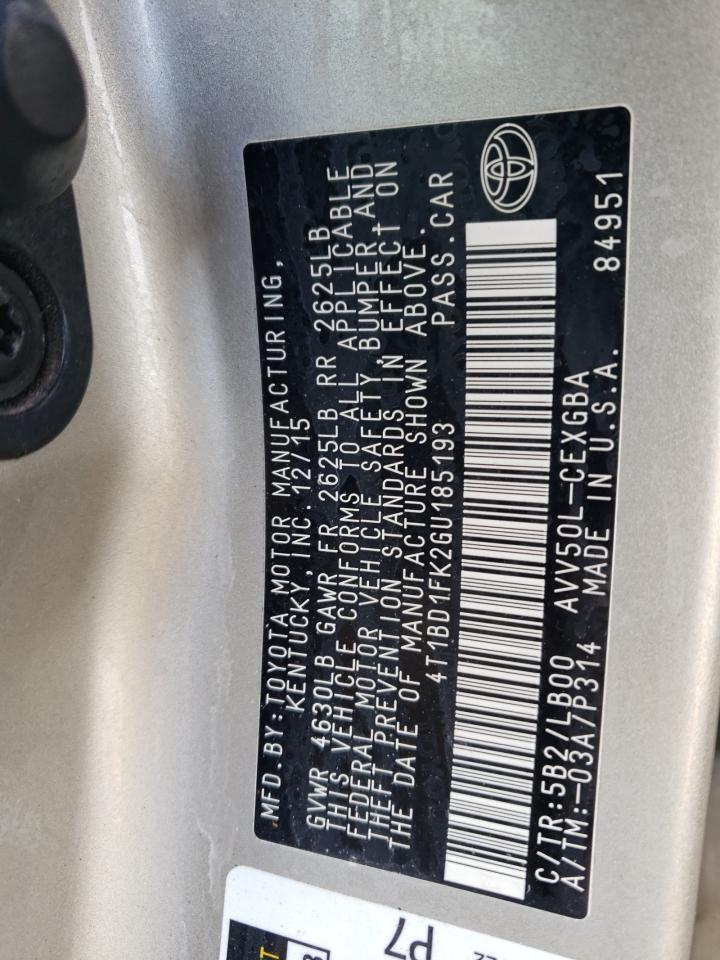 MFD.BY:TOYOTA MOTOR MANUFACTURING,
KENTUCKY, INC. 12/15
GVWR 4630LB GAWR FR 2625LB RR 2625LB
THIS VEHICLE CONFORMS TO ALL APPLICABLE
FEDERAL MOTOR VEHICLE SAFETY,BUMPER,AND
THEFT PREVENTION STANDARDS IN EFFECT ON
THE DATE OF MANUFACTURE SHOWN ABOVE.
4T1BD1FK2GU185193 PASS.CAR
C/TR:5B2/LB00 AVV50L-CEXGBA 84951
A/TM:-03A/P314 MADE IN U.S.A.
P7